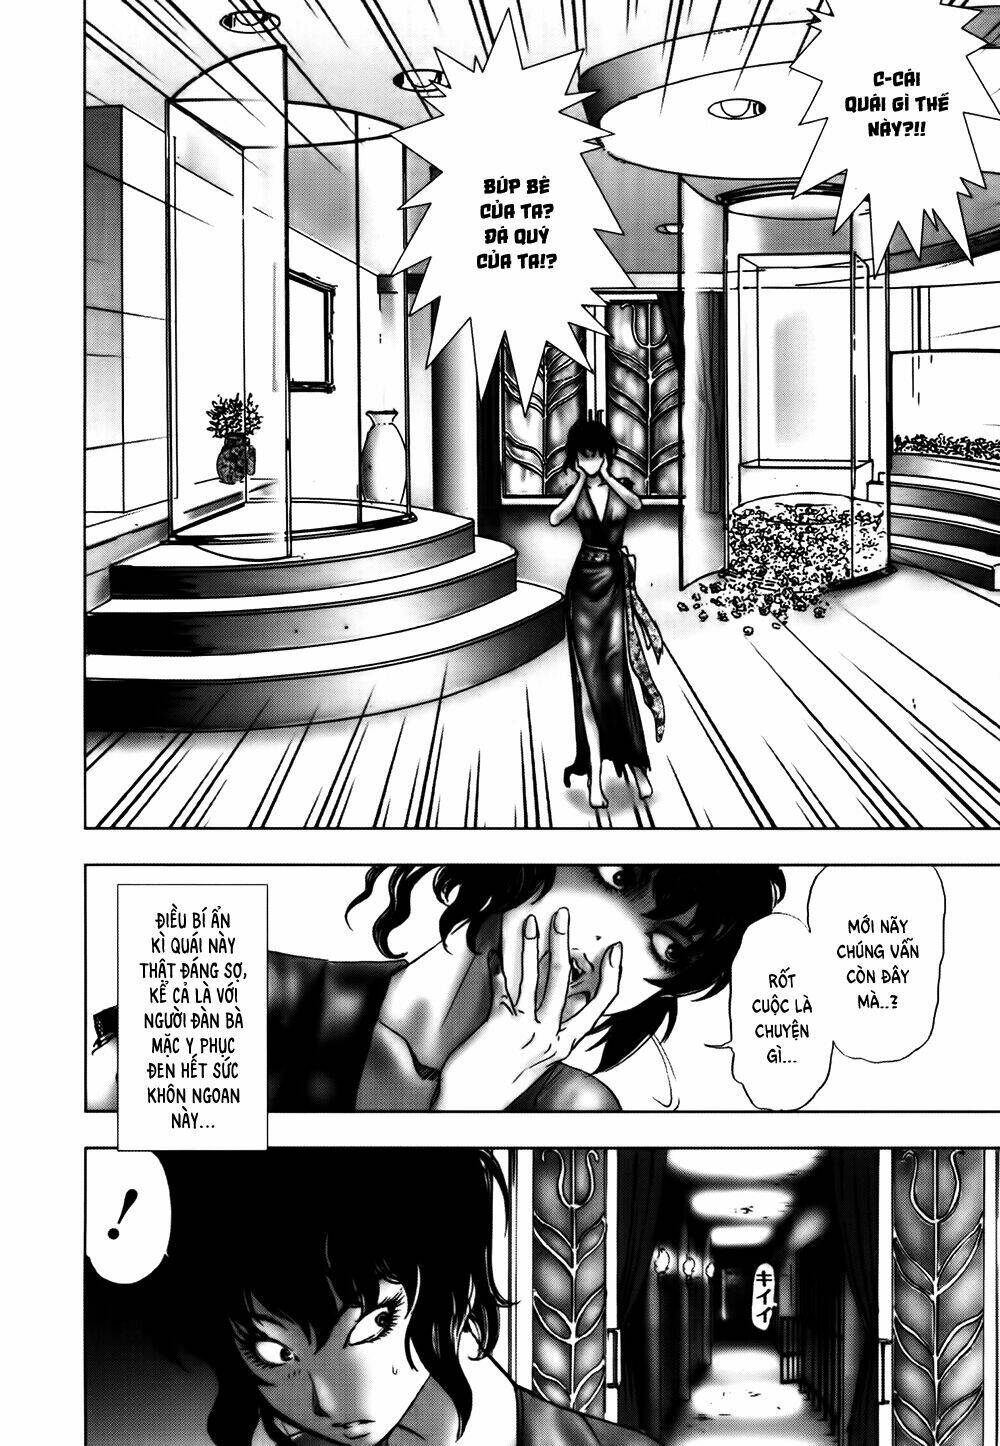 C-CÁI
QUÁI GÌ THẾ
NÀY?!!
BÚP BÊ
CỦA TA?
ĐÁ QUÝ
CỦA TA!?
MỚI NÃY
CHÚNG VẪN
CÒN ĐÂY
MÀ..?
RỐT
CUỘC LÀ
CHUYỆN
GÌ...
ĐIỀU BÍ ẨN
KÌ QUÁI NÀY
THẬT ĐÁNG SỢ,
KỂ CẢ LÀ VỚI
NGƯỜI ĐÀN BÀ
MẶC Y PHỤC
ĐEN HẾT SỨC
KHÔN NGOAN
NÀY...
キイイ
!